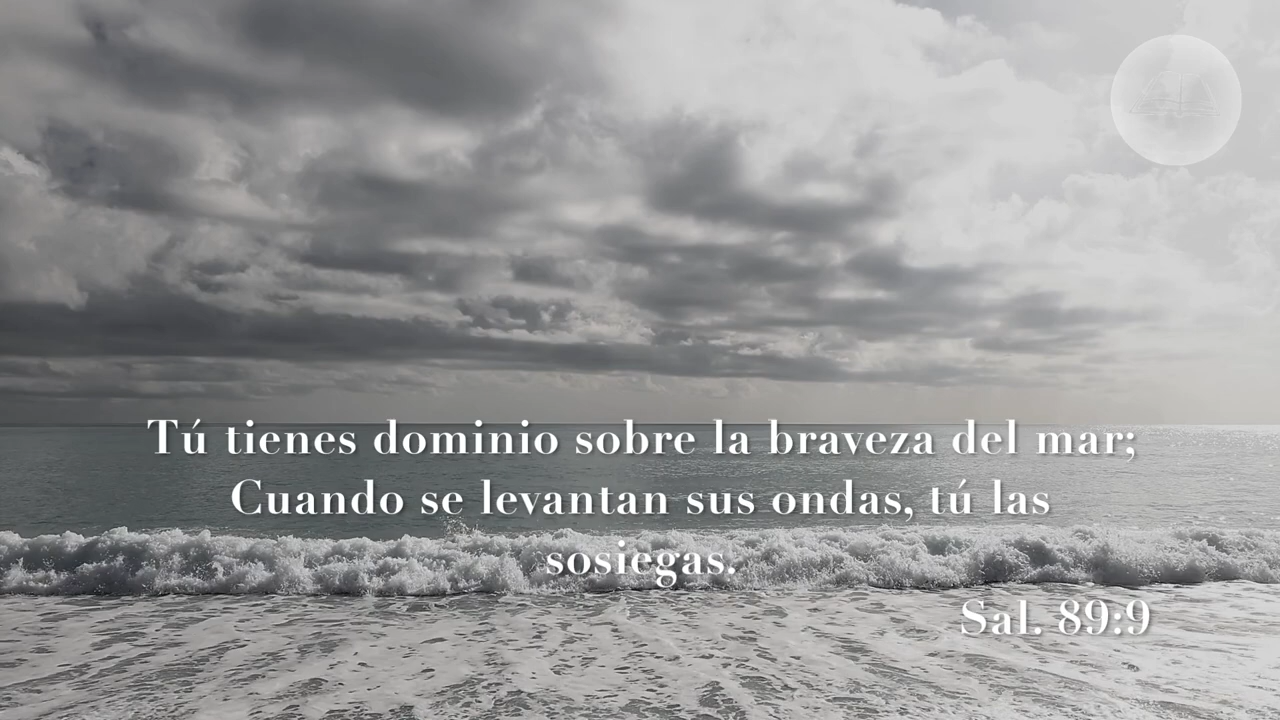 Tú tienes dominio sobre la braveza del mar;
Cuando se levantan sus ondas, tú las
sosiegas.
Sal. 89:9